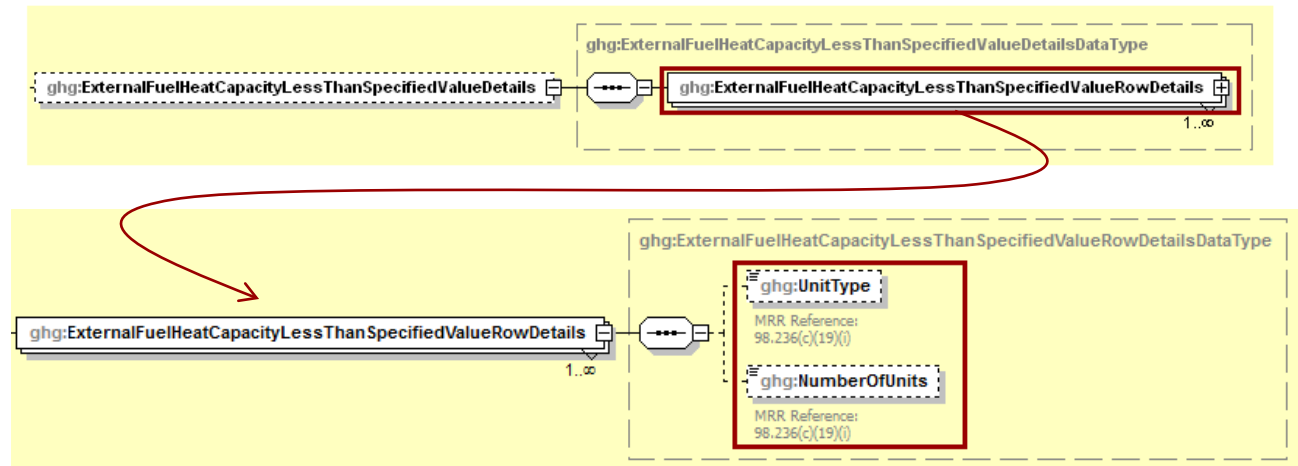 ghg:ExternalFuelHeatCapacityLessThanSpecifiedValueDetailsDataType
ghg:ExternalFuelHeatCapacityLessThanSpecifiedValueDetails
ghg:ExternalFuelHeatCapacityLessThanSpecifiedValueRowDetails
1..∞
ghg:ExternalFuelHeatCapacityLessThanSpecifiedValueRowDetailsDataType
ghg:ExternalFuelHeatCapacityLessThanSpecifiedValueRowDetails
1..∞
ghg:UnitType
MRR Reference:
98.236(c)(19)(i)
ghg:NumberOfUnits
MRR Reference:
98.236(c)(19)(i)